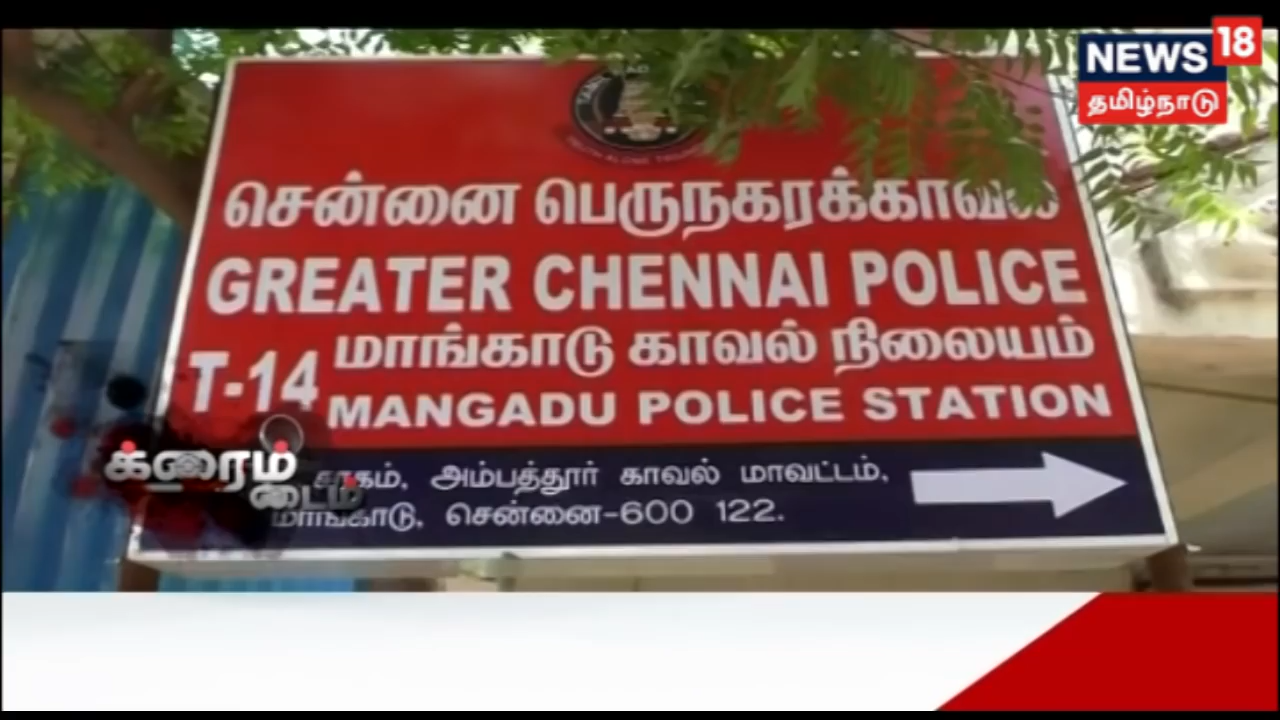 NEWS 18
தமிழ்நாடு
சென்னை பெருநகரக்காவல்
GREATER CHENNAI POLICE
T-14 மாங்காடு காவல் நிலையம்
MANGADU POLICE STATION
அம்பத்தூர் காவல் மாவட்டம்,
மாங்காடு, சென்னை-600 122.
க்ரைம்
டைம்